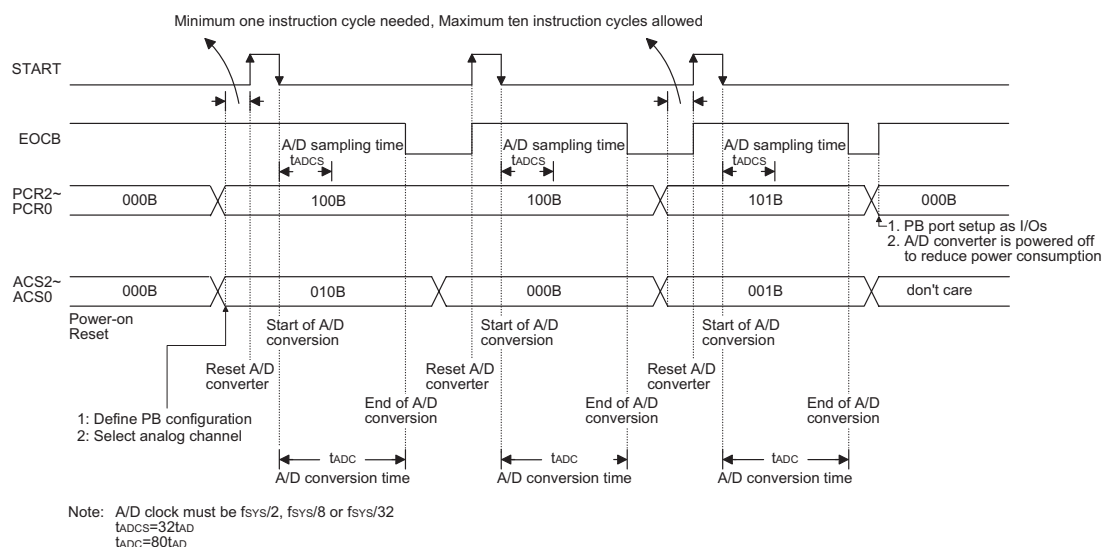 Minimum one instruction cycle needed, Maximum ten instruction cycles allowed
START
EOCB
A/D sampling time
tADCS
A/D sampling time
tADCS
A/D sampling time
tADCS
PCR2~
PCR0
000B
100B
100B
101B
000B
1. PB port setup as I/Os
2. A/D converter is powered off
to reduce power consumption
ACS2~
ACS0
000B
010B
000B
001B
don't care
Power-on
Reset
Start of A/D
conversion
Start of A/D
conversion
Start of A/D
conversion
Reset A/D
converter
Reset A/D
converter
Reset A/D
converter
1: Define PB configuration
2: Select analog channel
End of A/D
conversion
End of A/D
conversion
End of A/D
conversion
tADC
A/D conversion time
tADC
A/D conversion time
tADC
A/D conversion time
Note: A/D clock must be fSYS/2, fSYS/8 or fSYS/32
tADCS=32tAD
tADC=80tAD